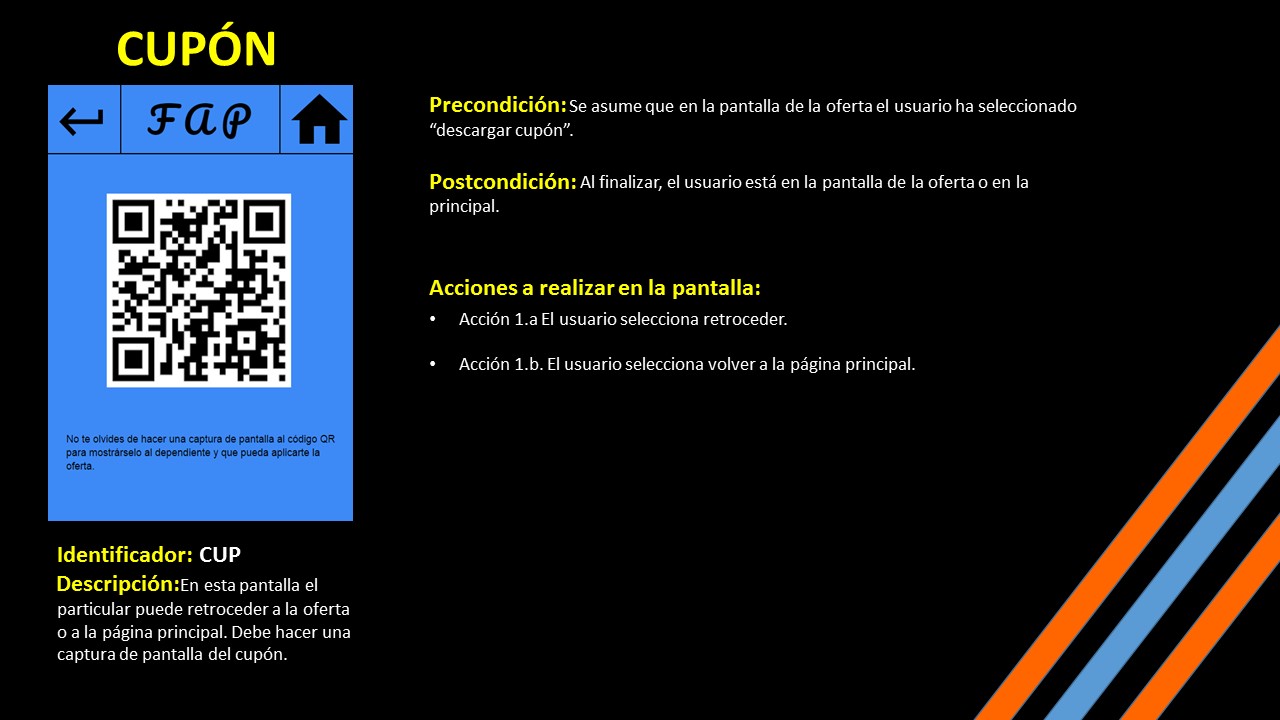 CUPÓN
FAP
No te olvides de hacer una captura de pantalla al código QR
para mostrárselo al dependiente y que pueda aplicarte la
oferta.
Identificador: CUP
Descripción:En esta pantalla el
particular puede retroceder a la oferta
o a la página principal. Debe hacer una
captura de pantalla del cupón.
Precondición: Se asume que en la pantalla de la oferta el usuario ha seleccionado
“descargar cupón”.
Postcondición: Al finalizar, el usuario está en la pantalla de la oferta o en la
principal.
Acciones a realizar en la pantalla:
• Acción 1.a El usuario selecciona retroceder.
• Acción 1.b. El usuario selecciona volver a la página principal.